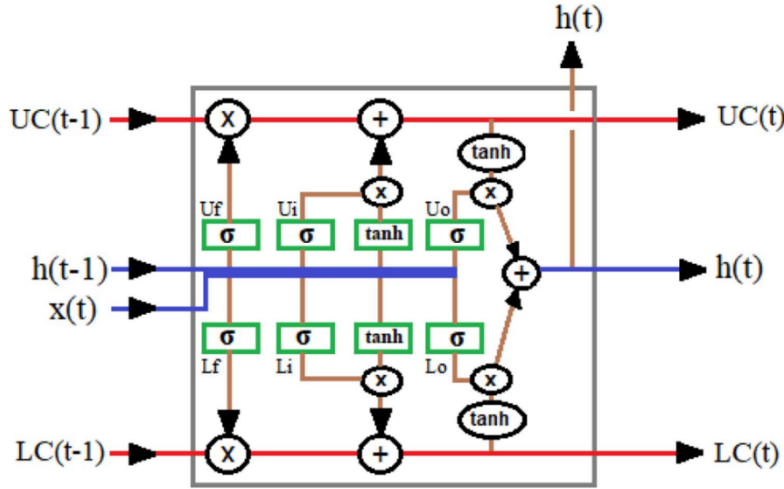 h(t)
UC(t-1) x + UC(t)
tanh
x x
Uf Ui Uo
σ σ tanh σ
h(t-1) + h(t)
x(t)
σ σ tanh σ
Lf Li Lo
x x
tanh
LC(t-1) x + LC(t)